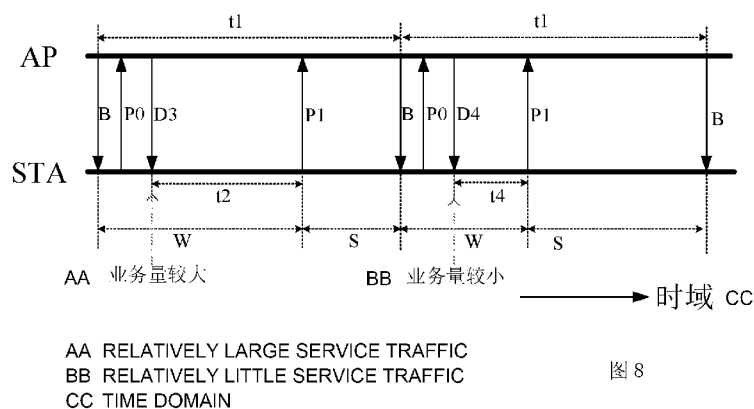 t1 t1
AP
B P0 D3 P1 B P0 D4 P1 B
STA
t2 t4
W S W S
AA 业务量较大 BB 业务量较小
时域 CC
AA RELATIVELY LARGE SERVICE TRAFFIC
BB RELATIVELY LITTLE SERVICE TRAFFIC
CC TIME DOMAIN
图 8